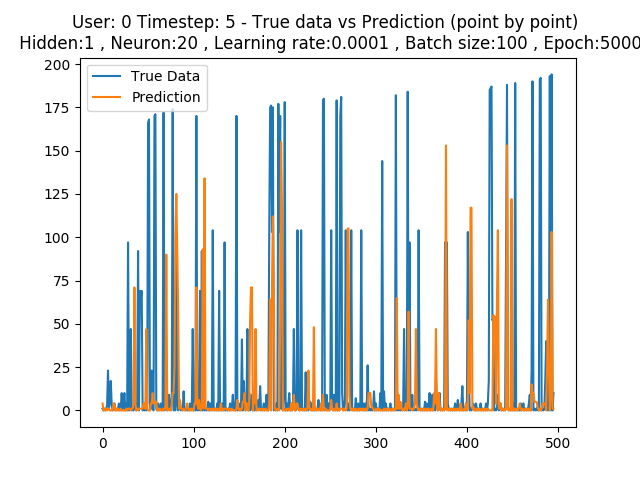 User: 0 Timestep: 5 - True data vs Prediction (point by point)
Hidden:1 , Neuron:20 , Learning rate:0.0001 , Batch size:100 , Epoch:5000
200
True Data
Prediction
175
150
125
100
75
50
25
0
0 100 200 300 400 500